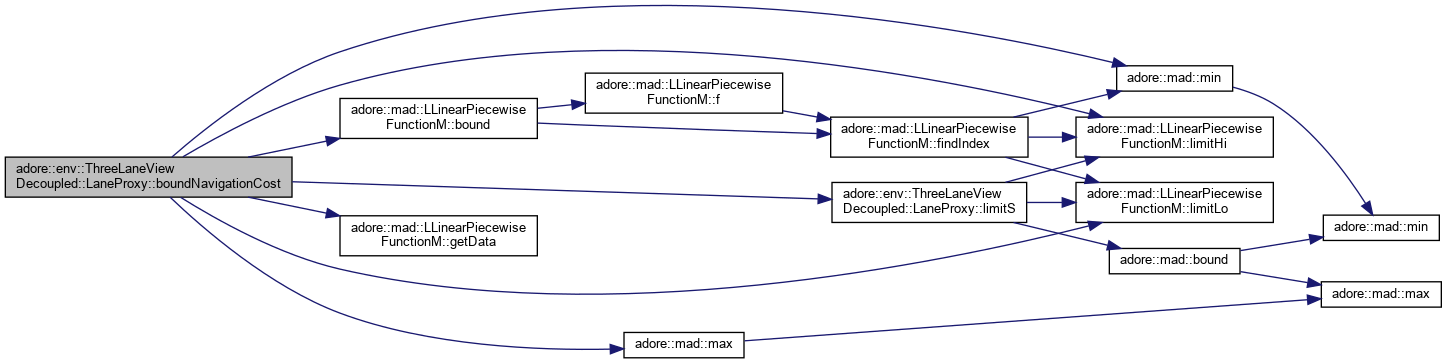 adore::env::ThreeLaneView
Decoupled::LaneProxy::boundNavigationCost
adore::mad::LLinearPiecewise
FunctionM::bound
adore::mad::LLinearPiecewise
FunctionM::getData
adore::mad::LLinearPiecewise
FunctionM::f
adore::mad::max
adore::mad::LLinearPiecewise
FunctionM::findIndex
adore::env::ThreeLaneView
Decoupled::LaneProxy::limitS
adore::mad::min
adore::mad::LLinearPiecewise
FunctionM::limitHi
adore::mad::LLinearPiecewise
FunctionM::limitLo
adore::mad::bound
adore::mad::min
adore::mad::max